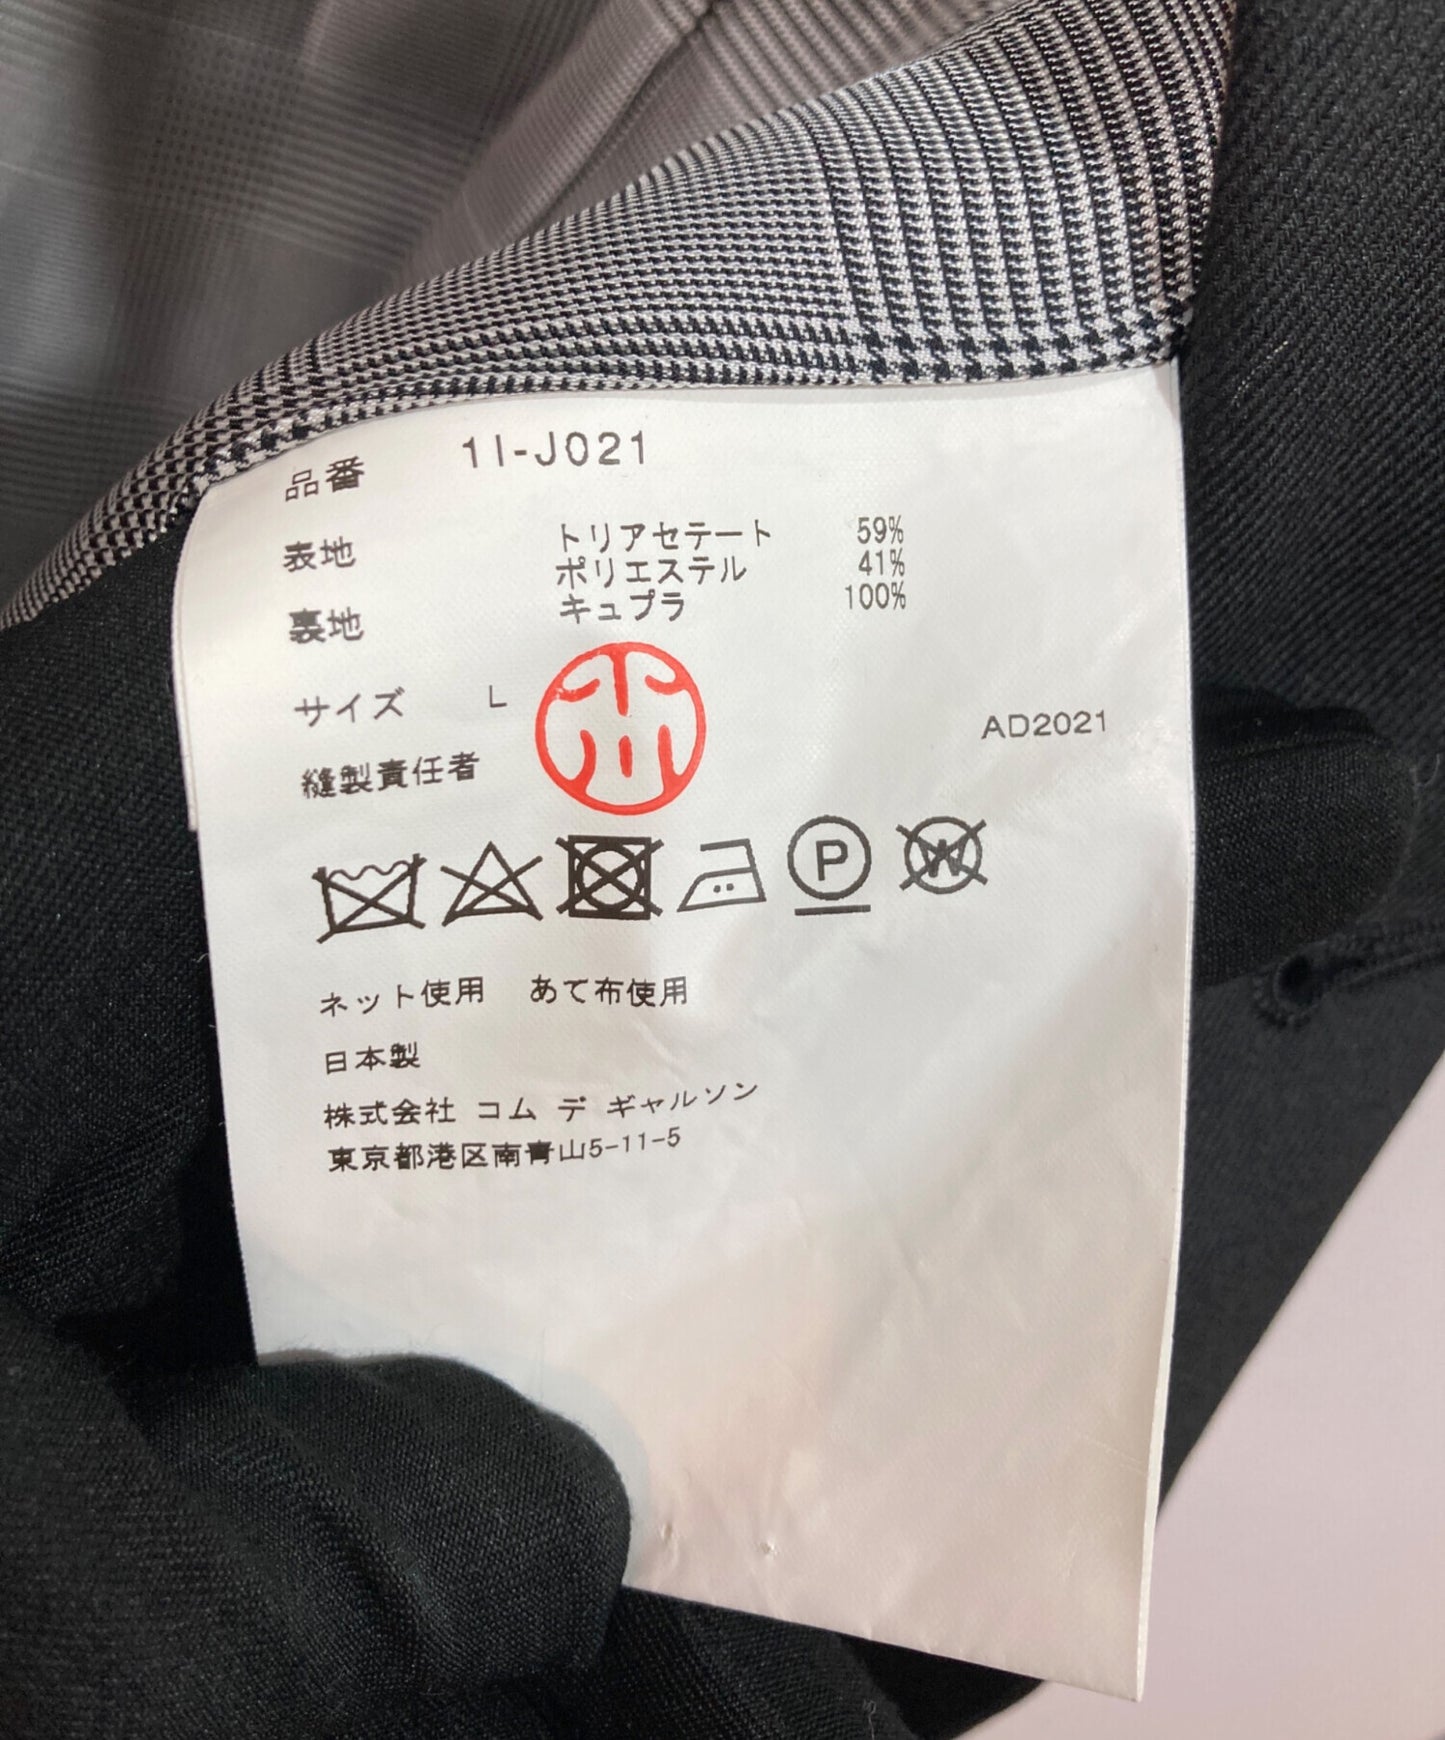 品番 1I-J021
表地 トリアセテート 59%
ポリエステル 41%
裏地 キュプラ 100%
サイズ L
AD2021
縫製責任者 小川
P W
ネット使用 あて布使用
日本製
株式会社 コム デ ギャルソン
東京都港区南青山5-11-5